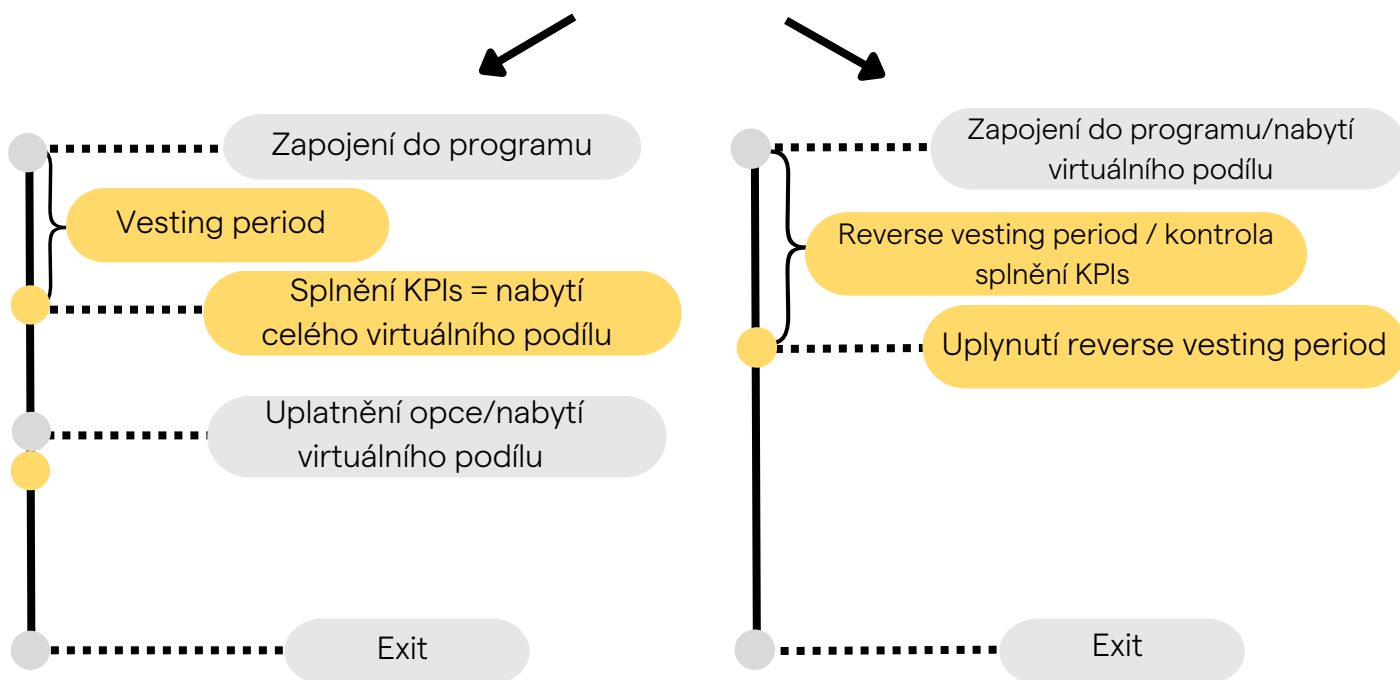 Zapojení do programu
Vesting period
Splnění KPIs = nabytí
celého virtuálního podílu
Uplatnění opce/nabytí
virtuálního podílu
Exit
Zapojení do programu/nabytí
virtuálního podílu
Reverse vesting period / kontrola
splnění KPIs
Uplynutí reverse vesting period
Exit